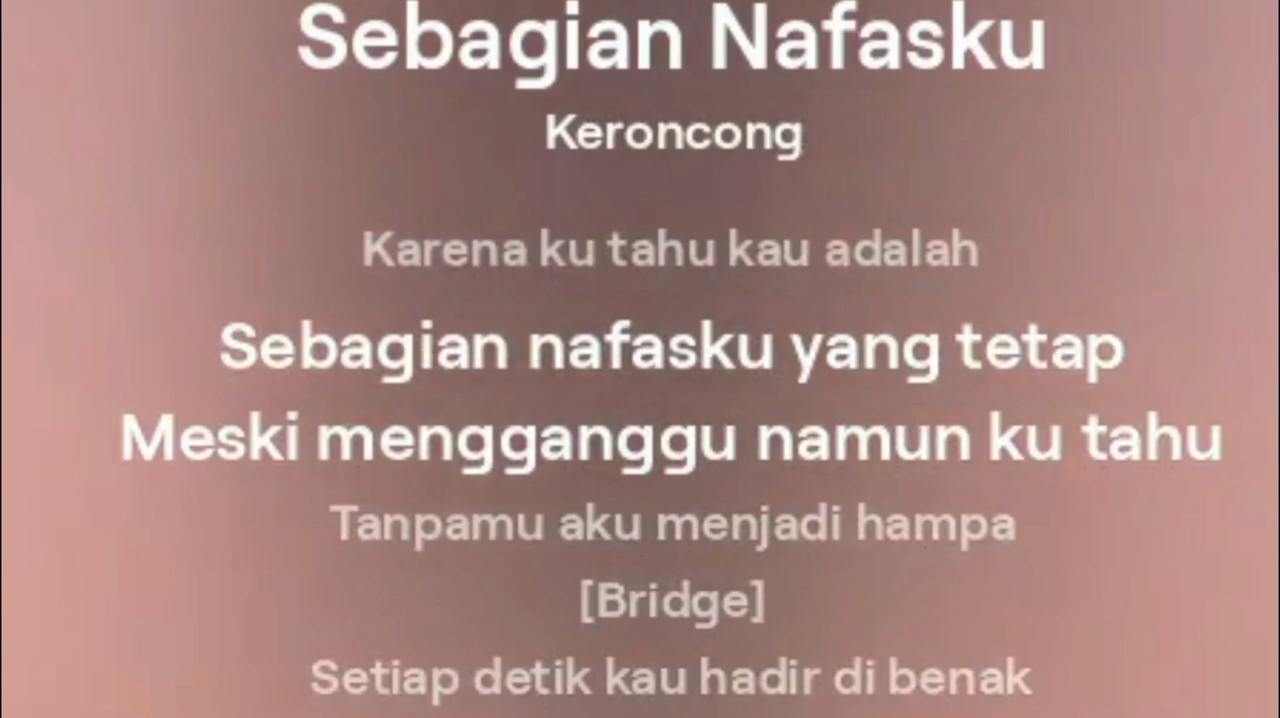 Sebagian Nafasku
Keroncong
Karena ku tahu kau adalah
Sebagian nafasku yang tetap
Meski mengganggu namun ku tahu
Tanpamu aku menjadi hampa
[Bridge]
Setiap detik kau hadir di benak